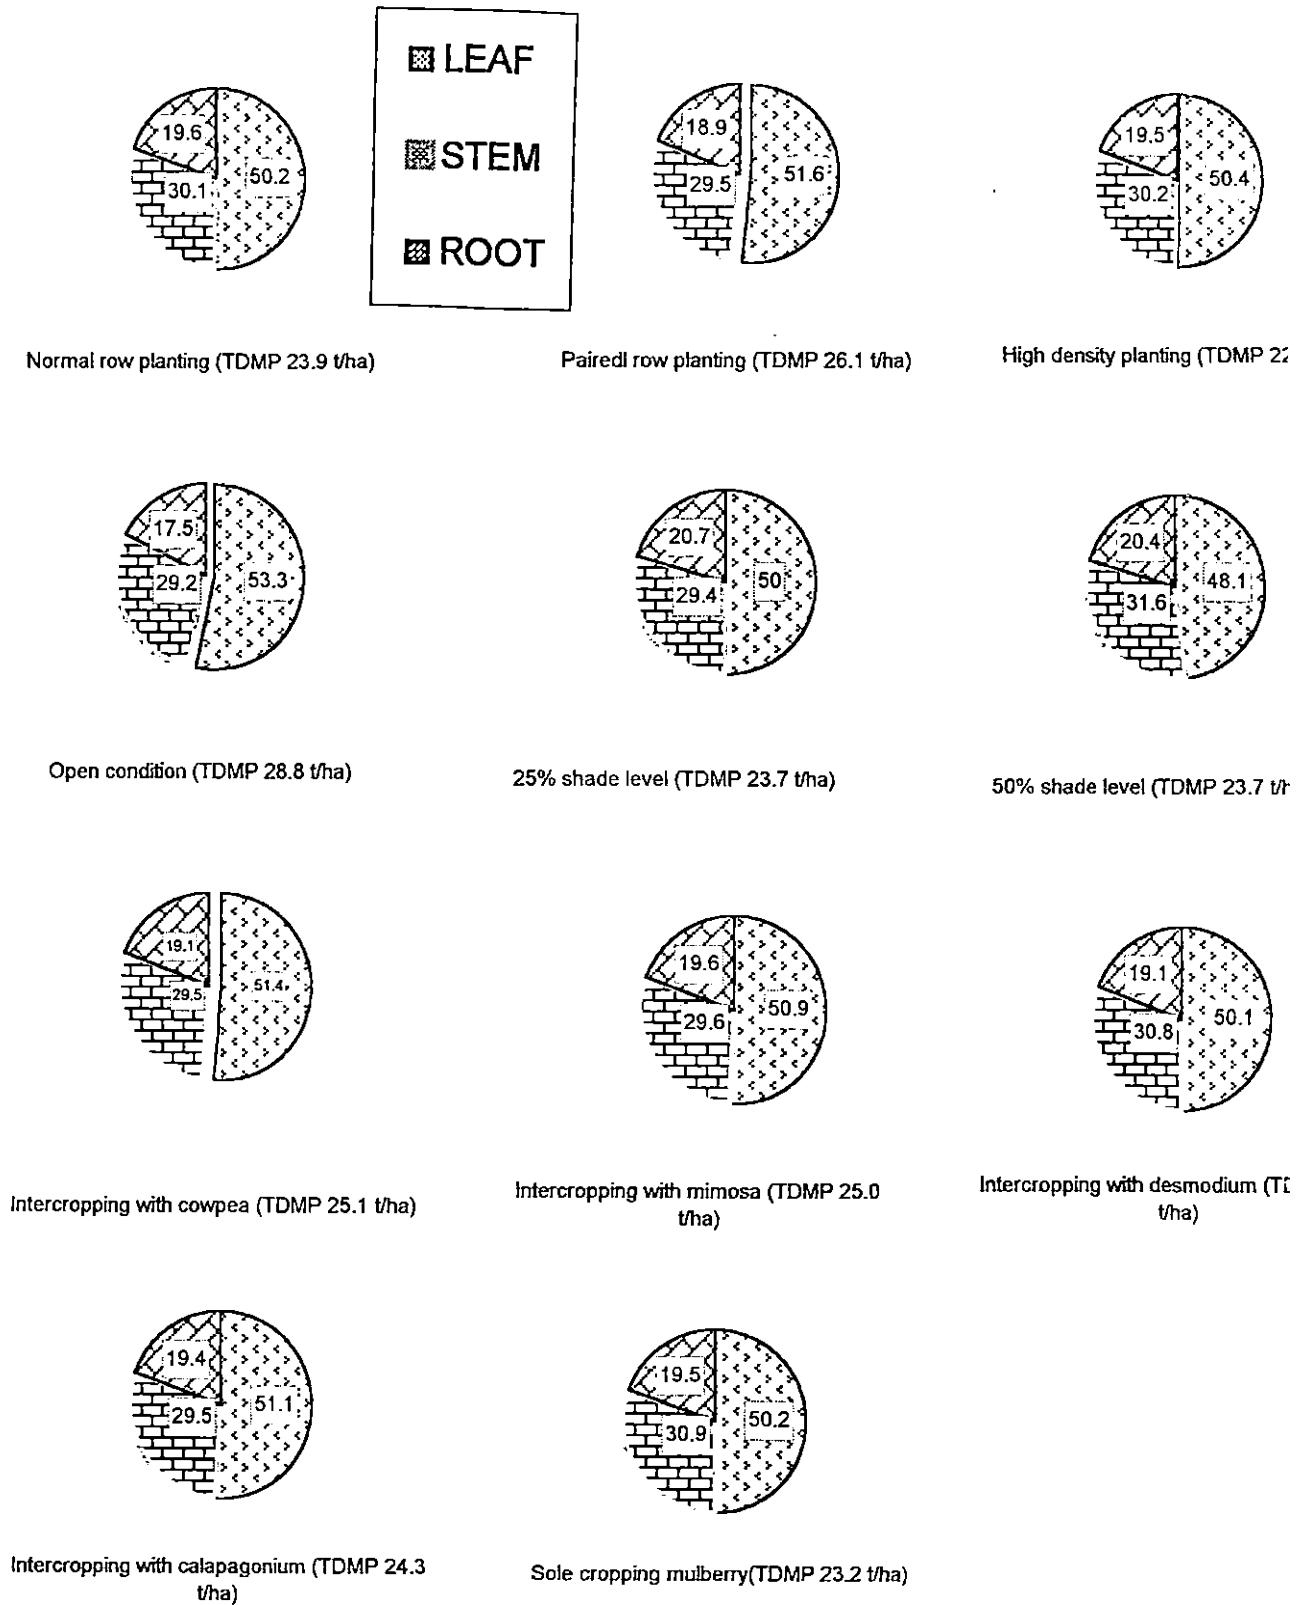 LEAF
STEM
ROOT
19.6
30.1
50.2
18.9
29.5
51.6
19.5
30.2
50.4
Normal row planting (TDMP 23.9 t/ha)
Pairedl row planting (TDMP 26.1 t/ha)
High density planting (TDMP 22
17.5
29.2
53.3
20.7
29.4
50
20.4
31.6
48.1
Open condition (TDMP 28.8 t/ha)
25% shade level (TDMP 23.7 t/ha)
50% shade level (TDMP 23.7 t/h
19.1
29.5
51.4
19.6
29.6
50.9
19.1
30.8
50.1
Intercropping with cowpea (TDMP 25.1 t/ha)
Intercropping with mimosa (TDMP 25.0
t/ha)
Intercropping with desmodium (TD
t/ha)
19.4
29.5
51.1
19.5
30.9
50.2
Intercropping with calapagonium (TDMP 24.3
t/ha)
Sole cropping mulberry(TDMP 23.2 t/ha)